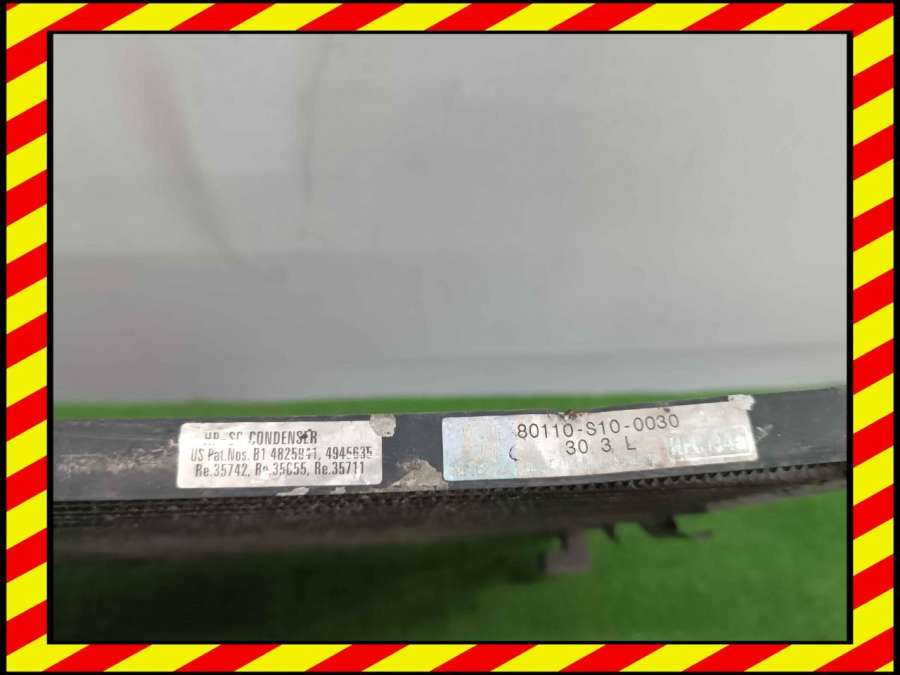 CONDENSER
US Pat.Nos. B1 4825941, 4945635
Re.35742, Re.35655, Re.35711
80110-S10-0030
30 3 L